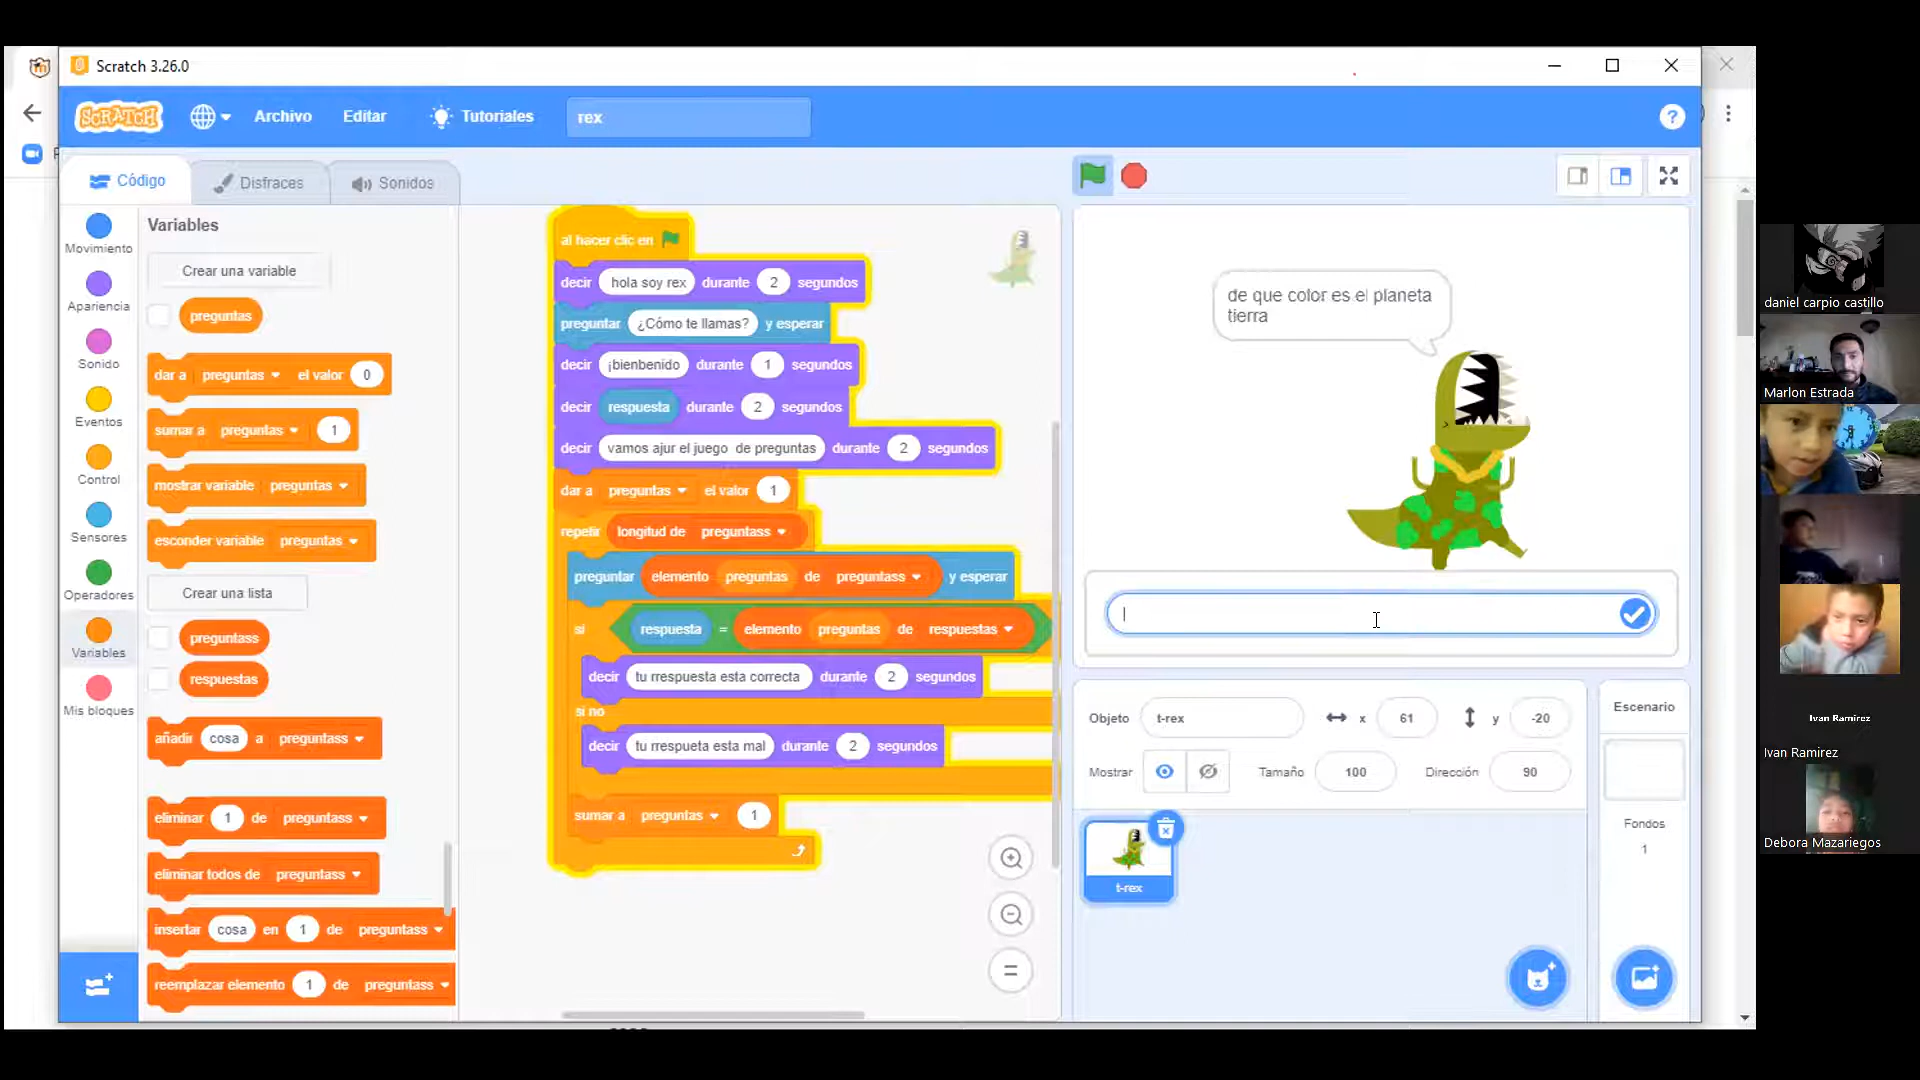 Scratch 3.26.0
SCRATCH
Archivo
Editar
Tutoriales
rex
Código
Disfraces
Sonidos
Movimiento
Apariencia
Sonido
Eventos
Control
Sensores
Operadores
Variables
Mis bloques
Variables
Crear una variable
preguntas
dar a preguntas el valor 0
sumar a preguntas 1
mostrar variable preguntas
esconder variable preguntas
Crear una lista
preguntass
respuestas
añadir cosa a preguntass
eliminar 1 de preguntass
eliminar todos de preguntass
insertar cosa en 1 de preguntass
reemplazar elemento 1 de preguntass
al hacer clic en
decir hola soy rex durante 2 segundos
preguntar ¿Cómo te llamas? y esperar
decir ¡bienbenido durante 1 segundos
decir respuesta durante 2 segundos
decir vamos ajur el juego de preguntas durante 2 segundos
dar a preguntas el valor 1
repetir longitud de preguntass
preguntar elemento preguntas de preguntass y esperar
si respuesta = elemento preguntas de respuestas
decir tu rrespuesta esta correcta durante 2 segundos
si no
decir tu rrespueta esta mal durante 2 segundos
sumar a preguntas 1
de que color es el planeta
tierra
Objeto t-rex x 61 y -20
Mostrar Tamaño 100 Dirección 90
t-rex
Escenario
Fondos
1
daniel carpio castillo
Marlon Estrada
Ivan Ramirez
Ivan Ramirez
Debora Mazariegos